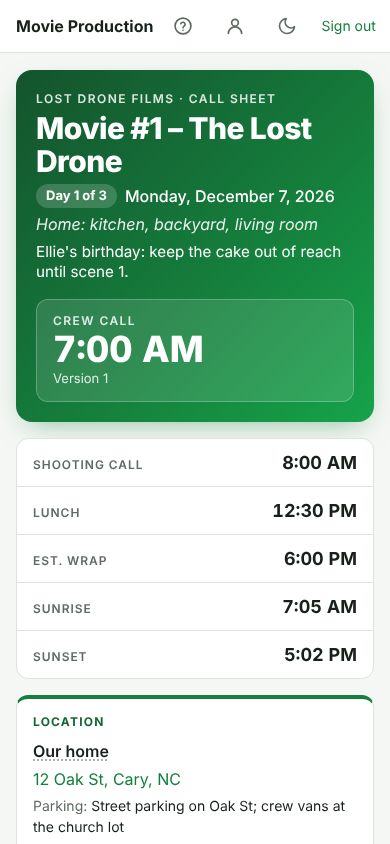 Movie Production
Sign out
LOST DRONE FILMS · CALL SHEET
Movie #1 – The Lost
Drone
Day 1 of 3 Monday, December 7, 2026
Home: kitchen, backyard, living room
Ellie's birthday: keep the cake out of reach
until scene 1.
CREW CALL
7:00 AM
Version 1
SHOOTING CALL 8:00 AM
LUNCH 12:30 PM
EST. WRAP 6:00 PM
SUNRISE 7:05 AM
SUNSET 5:02 PM
LOCATION
Our home
12 Oak St, Cary, NC
Parking: Street parking on Oak St; crew vans at
the church lot